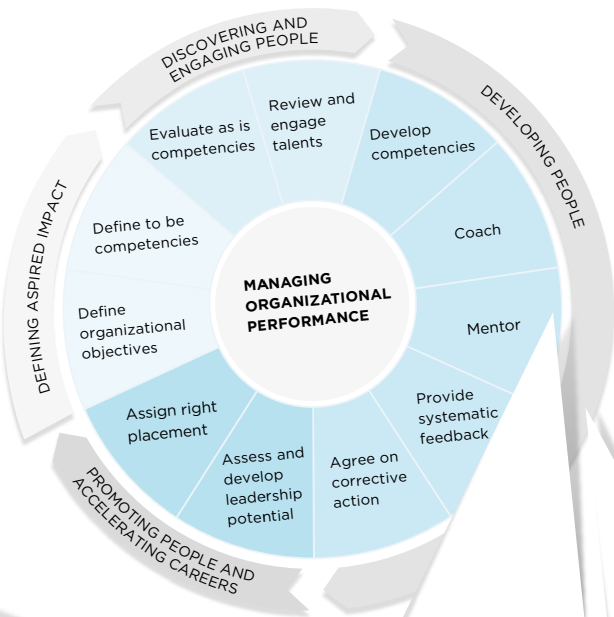 DISCOVERING AND
ENGAGING PEOPLE
DEVELOPING PEOPLE
PROMOTING PEOPLE AND
ACCELERATING CAREERS
DEFINING ASPIRED IMPACT
Review and
engage
talents
Develop
competencies
Coach
Mentor
Provide
systematic
feedback
Agree on
corrective
action
Assess and
develop
leadership
potential
Assign right
placement
Define
organizational
objectives
Define to be
competencies
Evaluate as is
competencies
MANAGING
ORGANIZATIONAL
PERFORMANCE